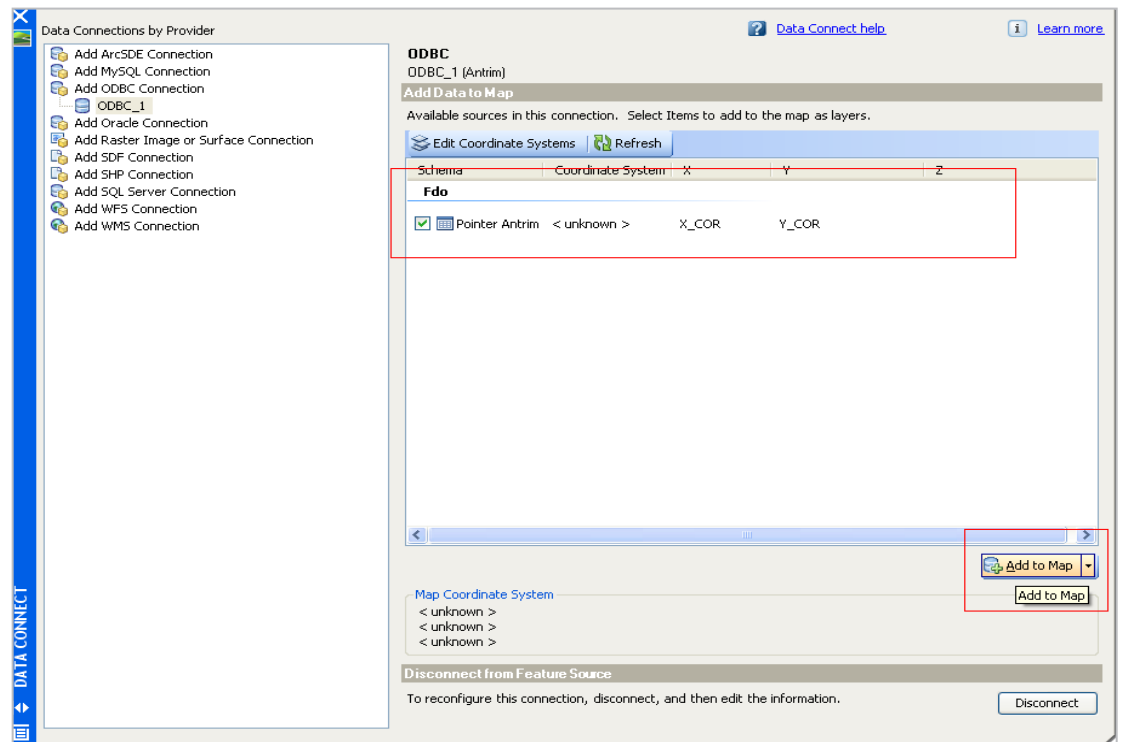 Data Connections by Provider
Add ArcSDE Connection
Add MySQL Connection
Add ODBC Connection
ODBC_1
Add Oracle Connection
Add Raster Image or Surface Connection
Add SDF Connection
Add SHP Connection
Add SQL Server Connection
Add WFS Connection
Add WMS Connection
DATA CONNECT
? Data Connect help
i Learn more
ODBC
ODBC_1 (Antrim)
Add Data to Map
Available sources in this connection. Select Items to add to the map as layers.
Edit Coordinate Systems Refresh
Schema Coordinate System X Y Z
Fdo
Pointer Antrim < unknown > X_COR Y_COR
Add to Map
Add to Map
Map Coordinate System
< unknown >
< unknown >
< unknown >
Disconnect from Feature Source
To reconfigure this connection, disconnect, and then edit the information.
Disconnect